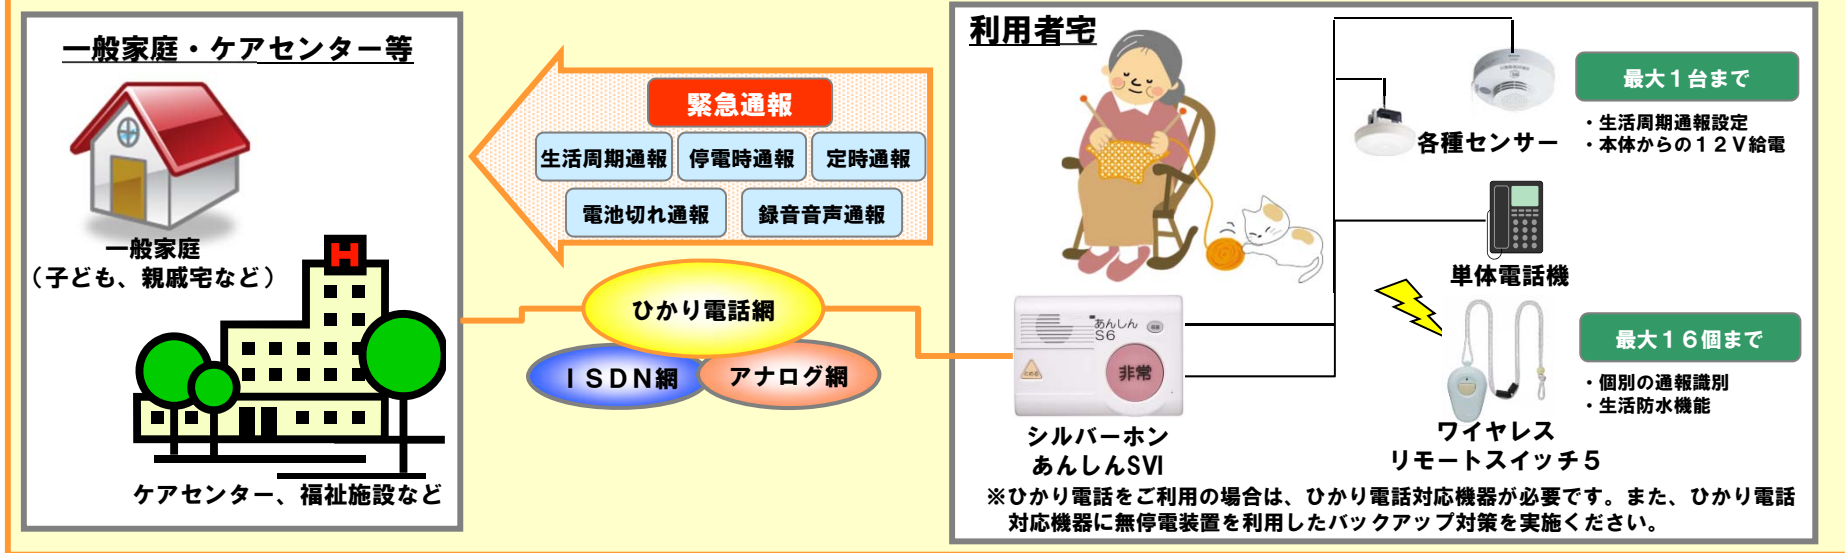 一般家庭・ケアセンター等
一般家庭
（子ども、親戚宅など）
H
ケアセンター、福祉施設など
緊急通報
生活周期通報
停電時通報
定時通報
電池切れ通報
録音音声通報
ひかり電話網
ＩＳＤＮ網
アナログ網
利用者宅
各種センサー
最大１台まで
・生活周期通報設定
・本体からの１２Ｖ給電
単体電話機
あんしん
S6
非常
シルバーホン
あんしんSⅥ
最大１６個まで
・個別の通報識別
・生活防水機能
ワイヤレス
リモートスイッチ５
※ひかり電話をご利用の場合は、ひかり電話対応機器が必要です。また、ひかり電話
対応機器に無停電装置を利用したバックアップ対策を実施ください。